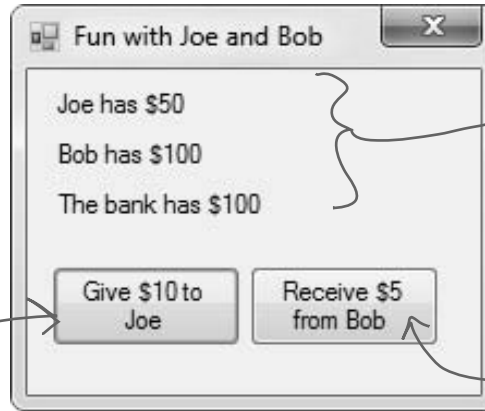 Fun with Joe and Bob
Joe has $50
Bob has $100
The bank has $100
Give $10 to
Joe
Receive $5
from Bob